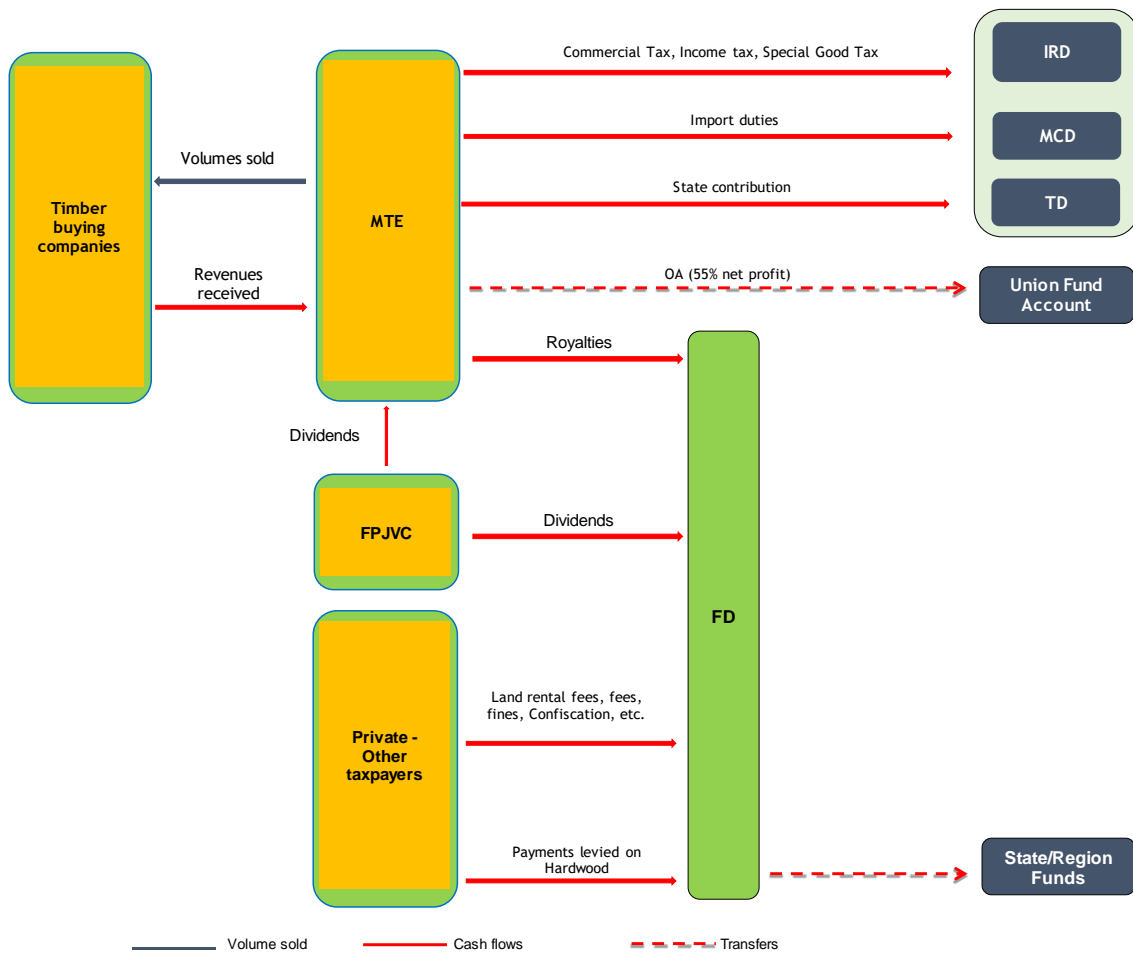 Commercial Tax, Income tax, Special Good Tax
IRD
Import duties
MCD
Volumes sold
State contribution
TD
Timber
buying
companies
MTE
Revenues
received
OA (55% net profit)
Union Fund
Account
Royalties
Dividends
FPJVC
Dividends
FD
Land rental fees, fees,
fines, Confiscation, etc.
Private -
Other
taxpayers
Payments levied on
Hardwood
State/Region
Funds
Volume sold
Cash flows
Transfers